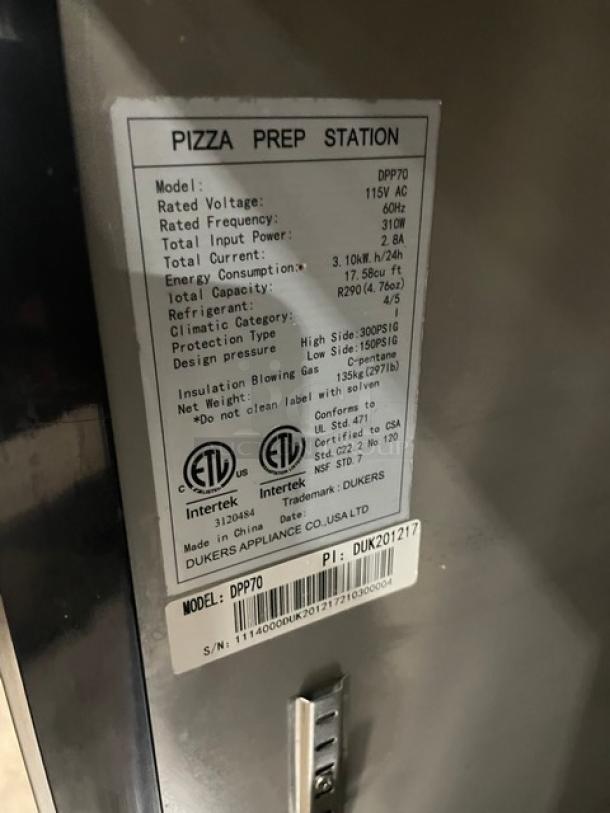 PIZZA PREP STATION
Model: DPP70
Rated Voltage: 115V AC
Rated Frequency: 60Hz
Total Input Power: 310W
Total Current: 2.8A
Energy Consumption: 3.10kW.h/24h
Total Capacity: 17.58cu ft
Refrigerant: R290(4.76oz)
Climatic Category: 4/5
Protection Type I
Design pressure High Side:300PSIG
Low Side:150PSIG
Insulation Blowing Gas C-pentane
Net Weight: 135kg(297lb)
*Do not clean label with solven
C ETL US
Intertek
3120484
ETL
Intertek
Conforms to
UL Std. 471
Certified to CSA
Std. C22.2 No 120
NSF STD. 7
Trademark: DUKERS
Made in China Date:
DUKERS APPLIANCE CO.,USA LTD
MODEL: DPP70 PI: DUK201217
S/N: 1114000DUK201217210300004